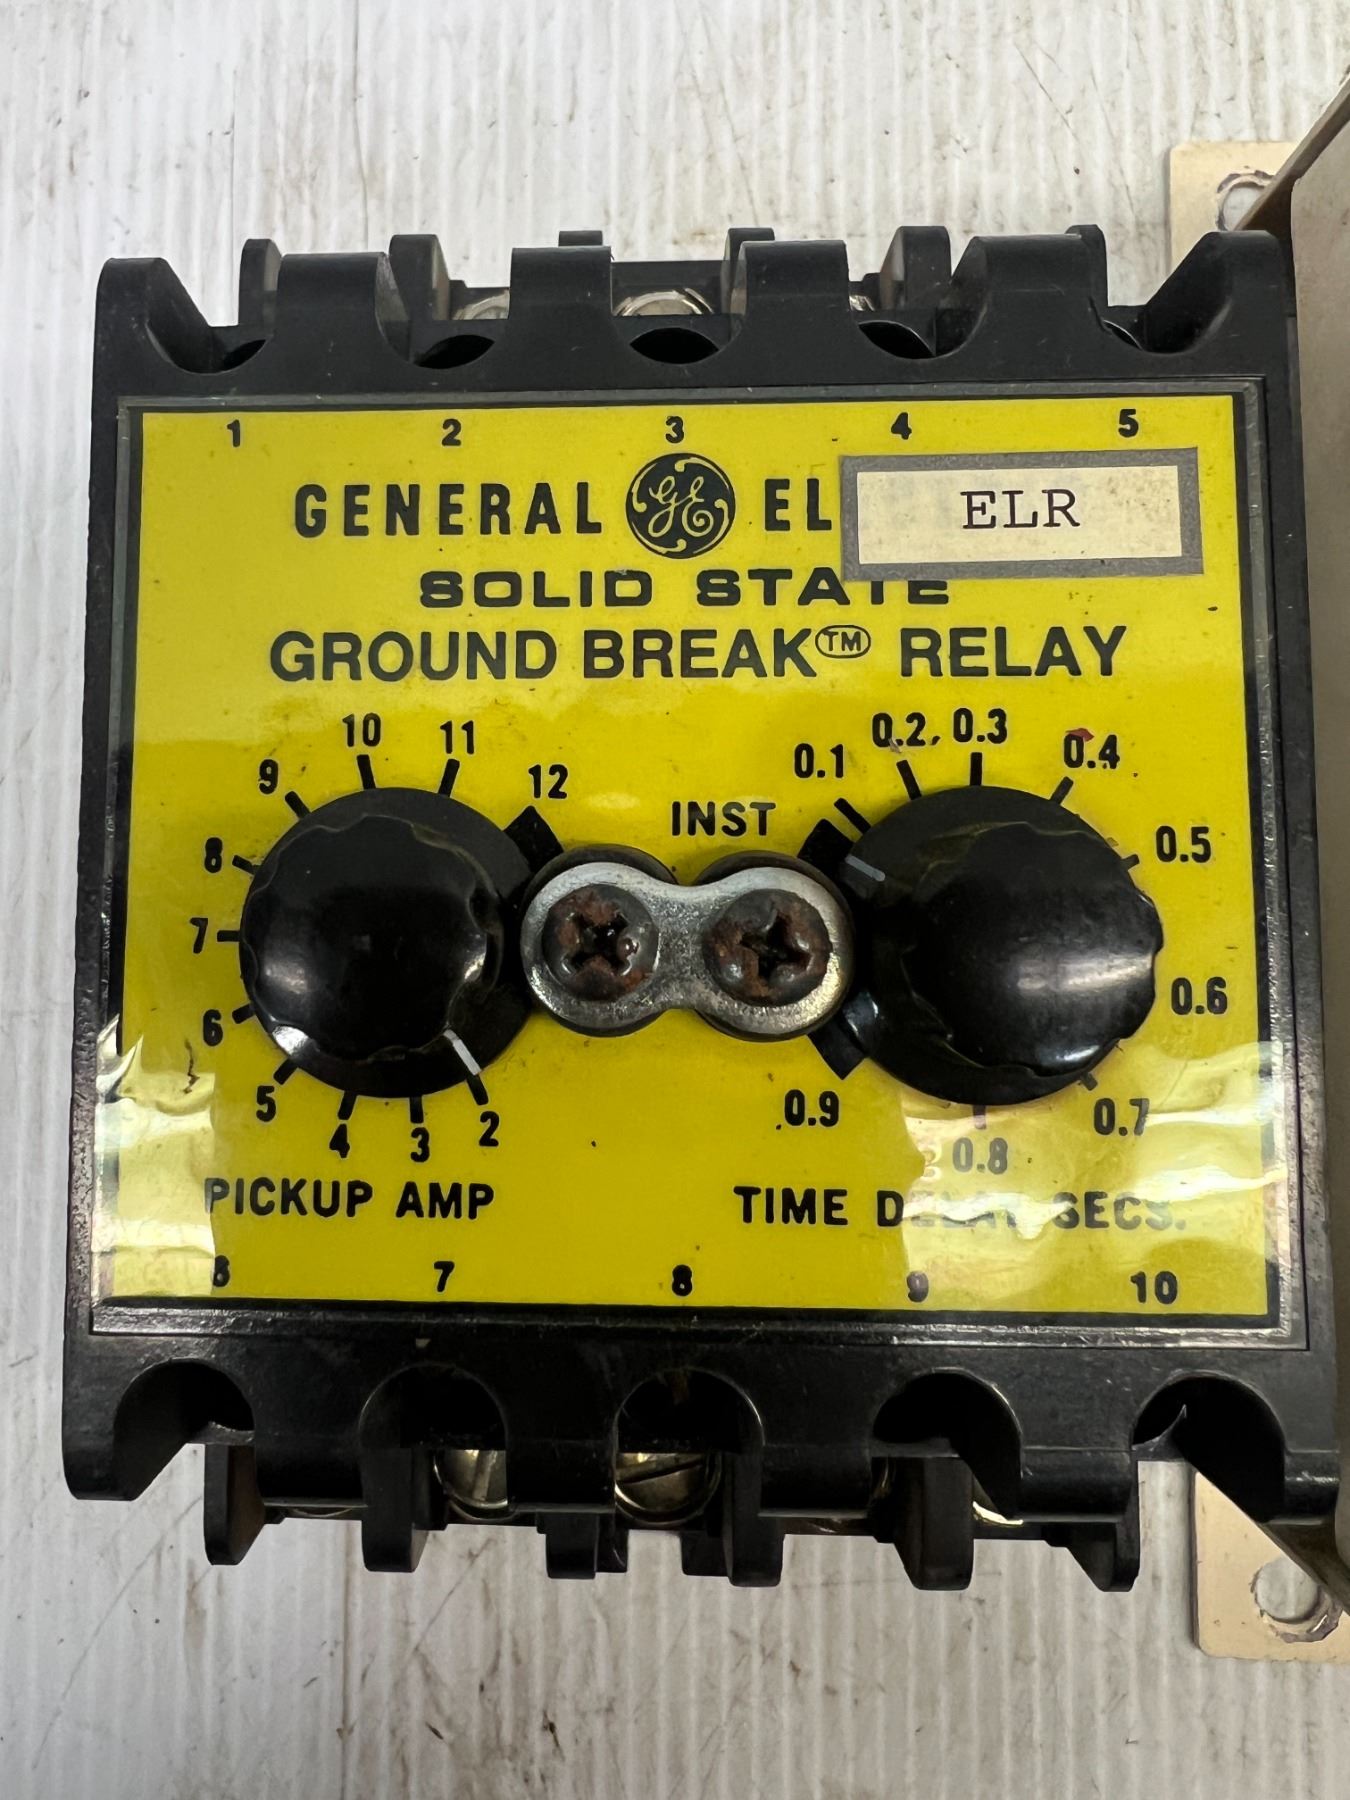 1 2 3 4 5
GENERAL GE EL
ELR
SOLID STATE
GROUND BREAK™ RELAY
10 11
9 12
8
7
6
5 4 3 2
PICKUP AMP
0.2 0.3
0.1 0.4
INST 0.5
0.6
0.9 0.7
0.8
TIME DELAY SECS.
6 7 8 9 10